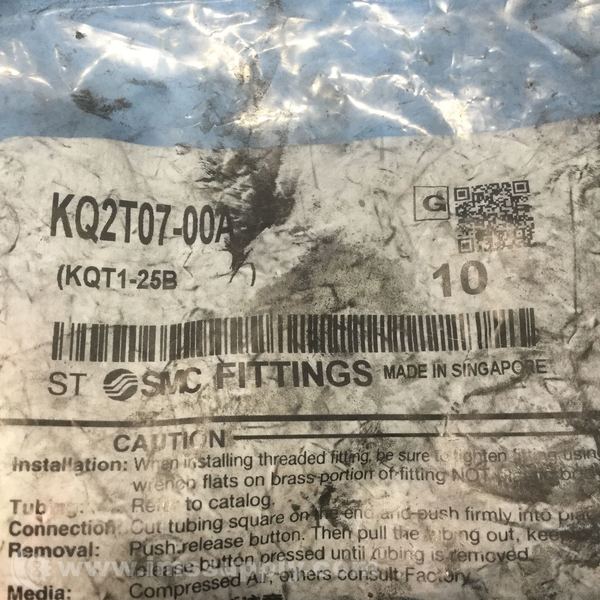 KQ2T07-00A
G
(KQT1-25B )
10
ST SMC FITTINGS MADE IN SINGAPORE
CAUTION
Installation: When installing threaded fitting, be sure to tighten fitting using
wrench flats on brass portion of fitting NOT
Refer to catalog.
Connection: Cut tubing square on the end and push firmly into
Removal: Push release button. Then pull the tubing out,
release button pressed until tubing is removed.
Media: Compressed Air, others consult Factory